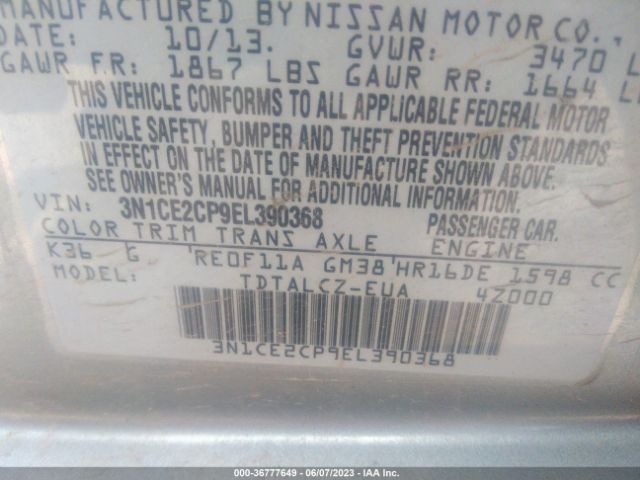 MANUFACTURED BY NISSAN MOTOR CO.,
DATE: 10/13. GVWR: 3470 L
GAWR FR: 1867 LBS GAWR RR: 1664 L
THIS VEHICLE CONFORMS TO ALL APPLICABLE FEDERAL MOTOR
VEHICLE SAFETY, BUMPER AND THEFT PREVENTION STANDARDS
IN EFFECT ON THE DATE OF MANUFACTURE SHOWN ABOVE.
SEE OWNER'S MANUAL FOR ADDITIONAL INFORMATION.
VIN: 3N1CE2CP9EL390368 PASSENGER CAR.
COLOR TRIM TRANS AXLE ENGINE
K36 G RE0F11A GM38 HR16DE 1598 CC
MODEL: TDTALCZ-EUA 4Z000
3N1CE2CP9EL390368
000-36777649 - 06/07/2023 - IAA Inc.